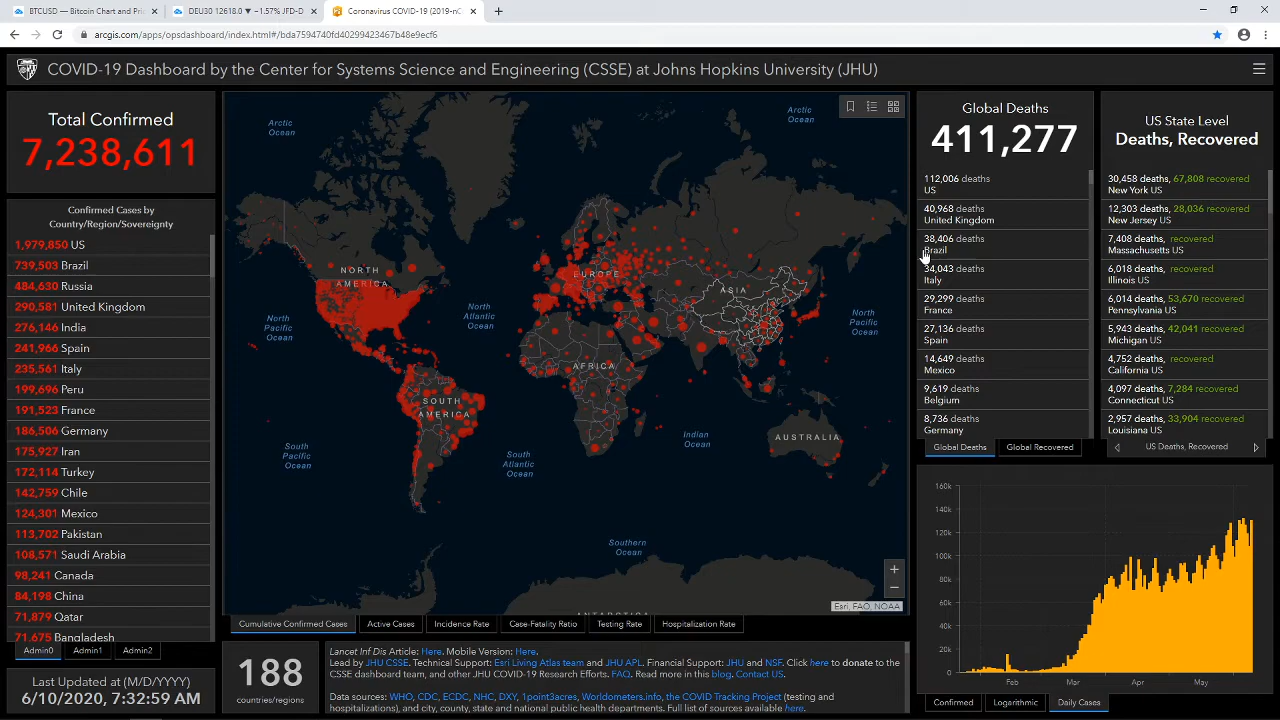 BTCUSD — Bitcoin Chart and Pri
DEU30 12618.0 ▼ −1.57% JFD-D
Coronavirus COVID-19 (2019-nC
arcgis.com/apps/opsdashboard/index.html#/bda7594740fd40299423467b48e9ecf6
COVID-19 Dashboard by the Center for Systems Science and Engineering (CSSE) at Johns Hopkins University (JHU)
Total Confirmed
7,238,611
Confirmed Cases by
Country/Region/Sovereignty
1,979,850 US
739,503 Brazil
484,630 Russia
290,581 United Kingdom
276,146 India
241,966 Spain
235,561 Italy
199,696 Peru
191,523 France
186,506 Germany
175,927 Iran
172,114 Turkey
142,759 Chile
124,301 Mexico
113,702 Pakistan
108,571 Saudi Arabia
98,241 Canada
84,198 China
71,879 Qatar
71,675 Bangladesh
Admin0
Admin1
Admin2
Last Updated at (M/D/YYYY)
6/10/2020, 7:32:59 AM
Arctic
Ocean
Arctic
Ocean
NORTH
AMERICA
EUROPE
ASIA
North
Pacific
Ocean
North
Atlantic
Ocean
North
Pacific
Ocean
AFRICA
SOUTH
AMERICA
Indian
Ocean
AUSTRALIA
South
Pacific
Ocean
South
Atlantic
Ocean
Southern
Ocean
ANTARCTICA
+
−
Esri, FAO, NOAA
Cumulative Confirmed Cases
Active Cases
Incidence Rate
Case-Fatality Ratio
Testing Rate
Hospitalization Rate
188
countries/regions
Lancet Inf Dis Article: Here. Mobile Version: Here.
Lead by JHU CSSE. Technical Support: Esri Living Atlas team and JHU APL. Financial Support: JHU and NSF. Click here to donate to the
CSSE dashboard team, and other JHU COVID-19 Research Efforts. FAQ. Read more in this blog. Contact US.
Data sources: WHO, CDC, ECDC, NHC, DXY, 1point3acres, Worldometers.info, the COVID Tracking Project (testing and
hospitalizations), and city, county, state and national public health departments. Full list of sources available here.
Global Deaths
411,277
112,006 deaths
US
40,968 deaths
United Kingdom
38,406 deaths
Brazil
34,043 deaths
Italy
29,299 deaths
France
27,136 deaths
Spain
14,649 deaths
Mexico
9,619 deaths
Belgium
8,736 deaths
Germany
Global Deaths
Global Recovered
US State Level
Deaths, Recovered
30,458 deaths, 67,808 recovered
New York US
12,303 deaths, 28,036 recovered
New Jersey US
7,408 deaths, recovered
Massachusetts US
6,018 deaths, recovered
Illinois US
6,014 deaths, 53,670 recovered
Pennsylvania US
5,943 deaths, 42,041 recovered
Michigan US
4,752 deaths, recovered
California US
4,097 deaths, 7,284 recovered
Connecticut US
2,957 deaths, 33,904 recovered
Louisiana US
US Deaths, Recovered
160k
140k
120k
100k
80k
60k
40k
20k
0
Feb
Mar
Apr
May
Confirmed
Logarithmic
Daily Cases